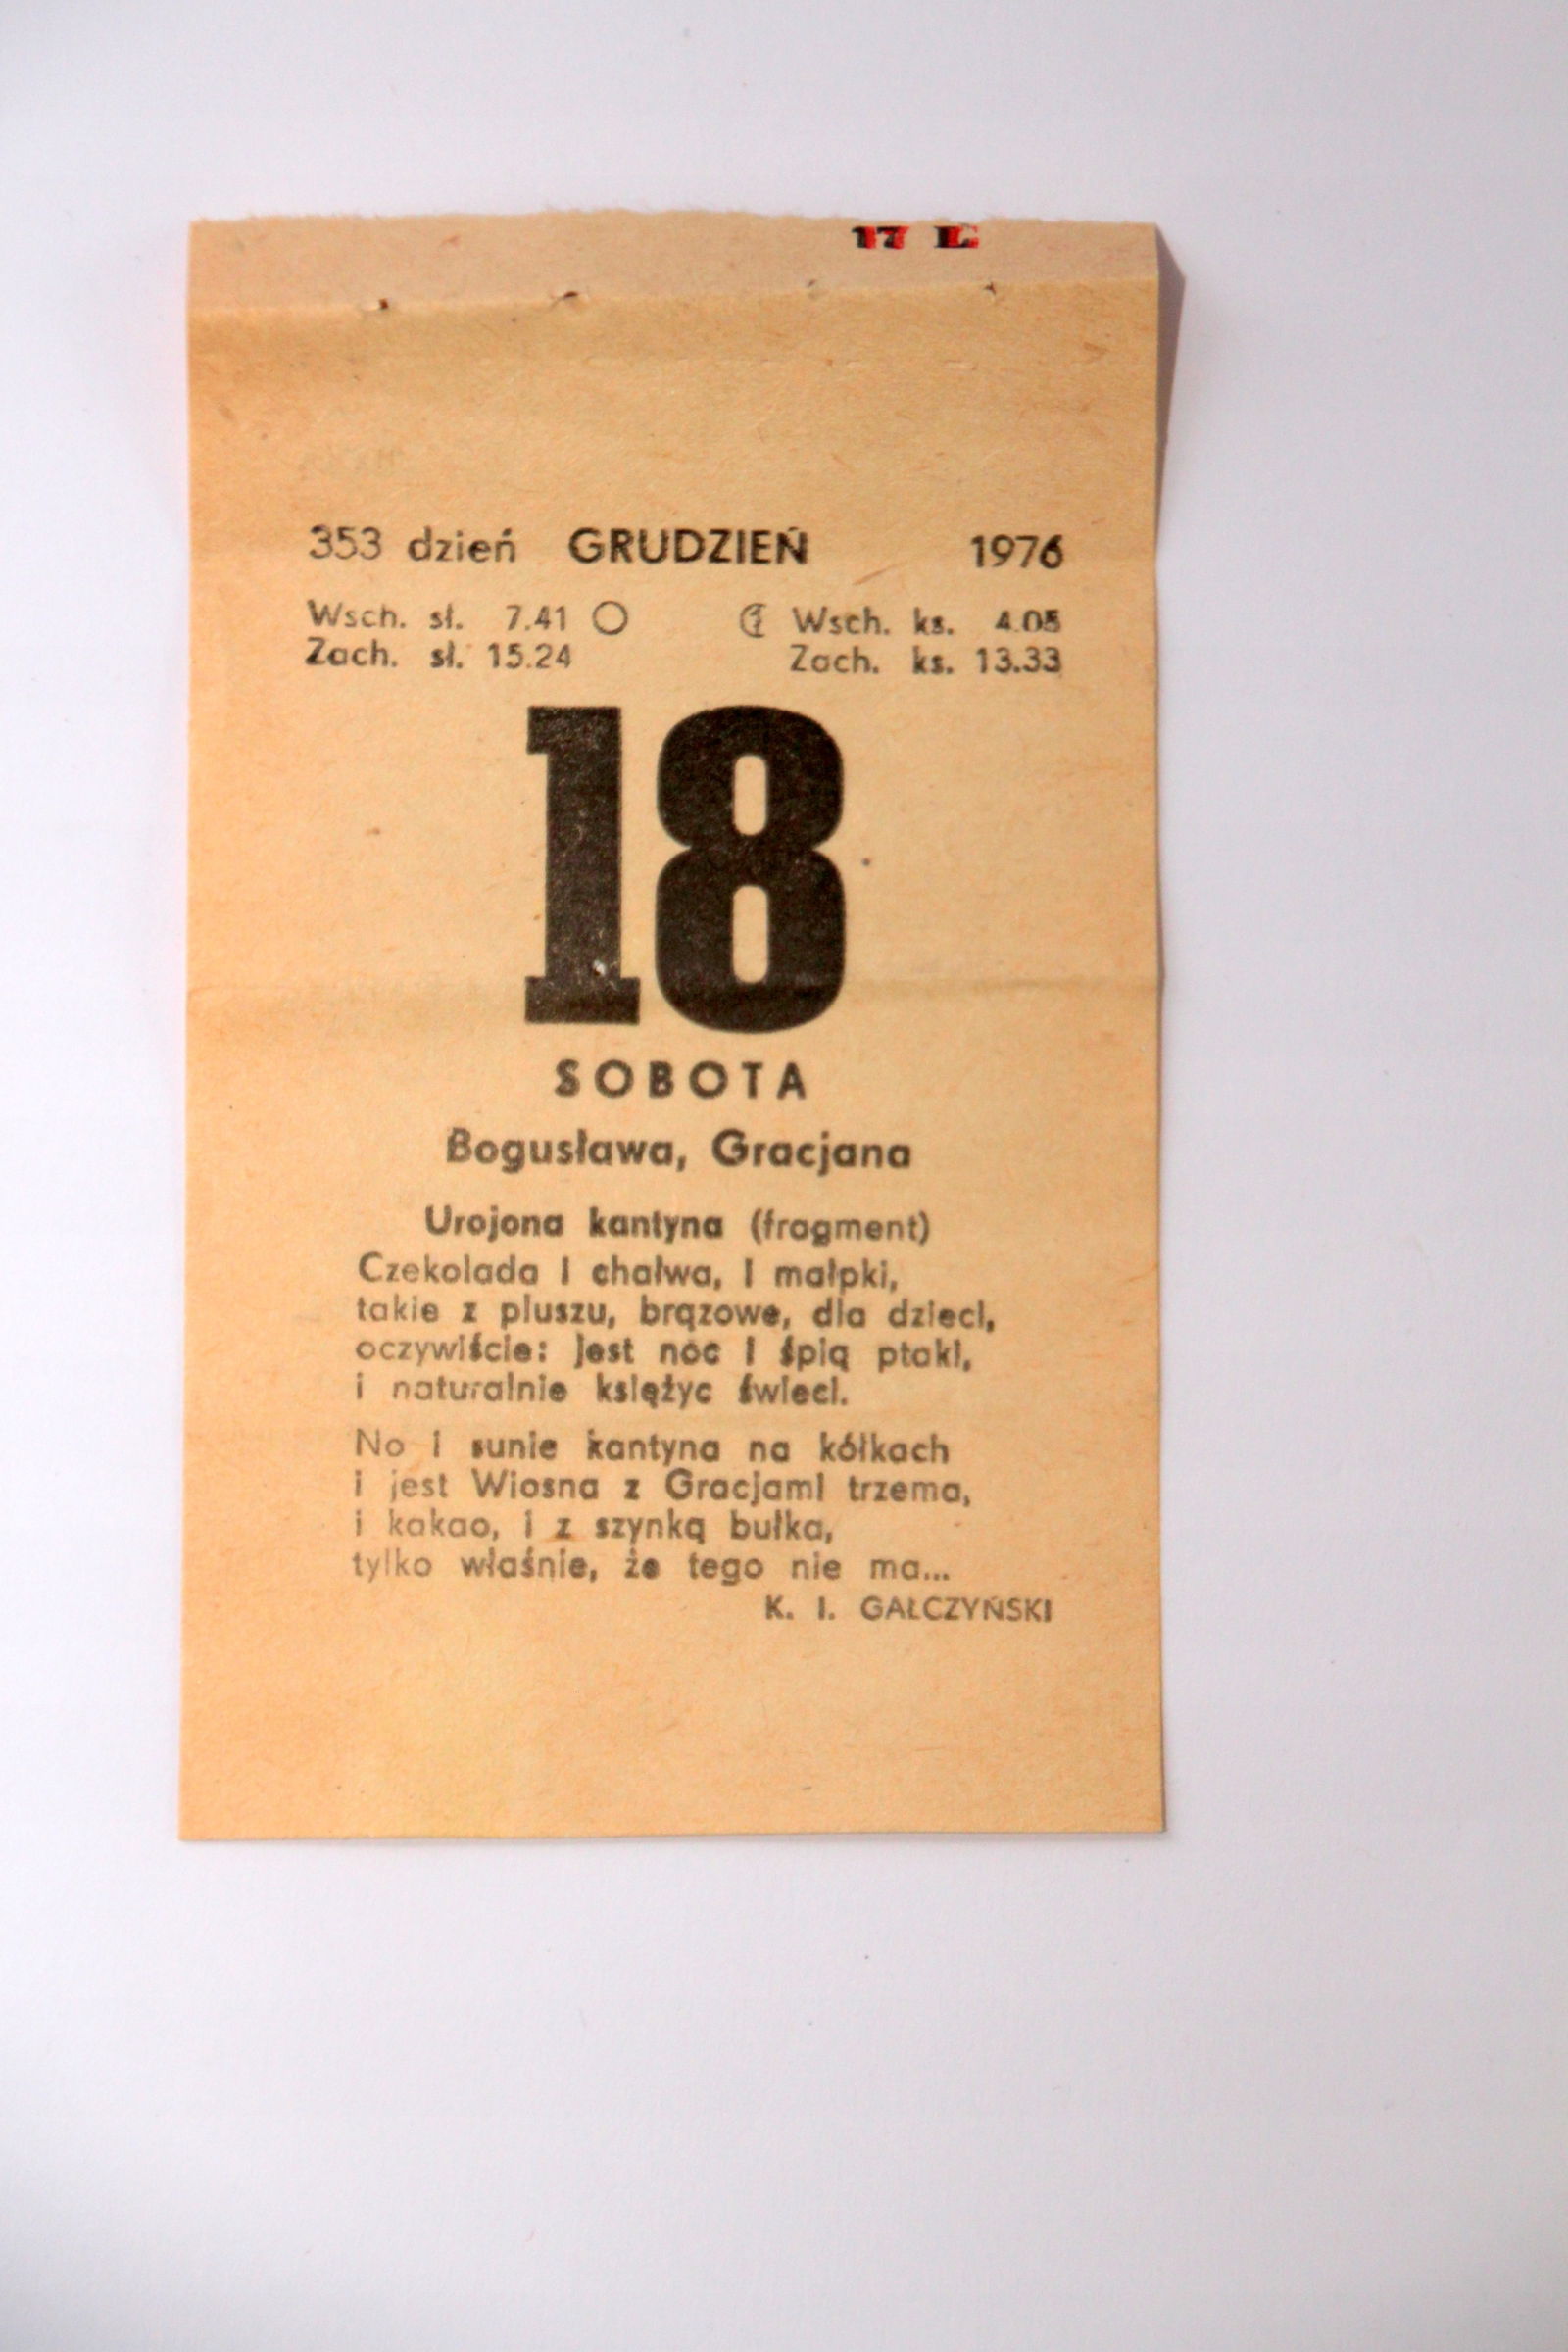 353 dzień GRUDZIEŃ 1976
Wsch. sł. 7.41 Wsch. ks. 4.05
Zach. sł. 15.24 Zach. ks. 13.33
18
SOBOTA
Bogusława, Gracjana
Urojona kantyna (fragment)
Czekolada i chałwa, i małpki,
takie z pluszu, brązowe, dla dzieci,
oczywiście: jest noc i śpią ptaki,
i naturalnie księżyc świeci.
No i sunie kantyna na kółkach
i jest Wiosna z Gracjami trzema,
i kakao, i z szynką bułka,
tylko właśnie, że tego nie ma...
K. I. GAŁCZYŃSKI